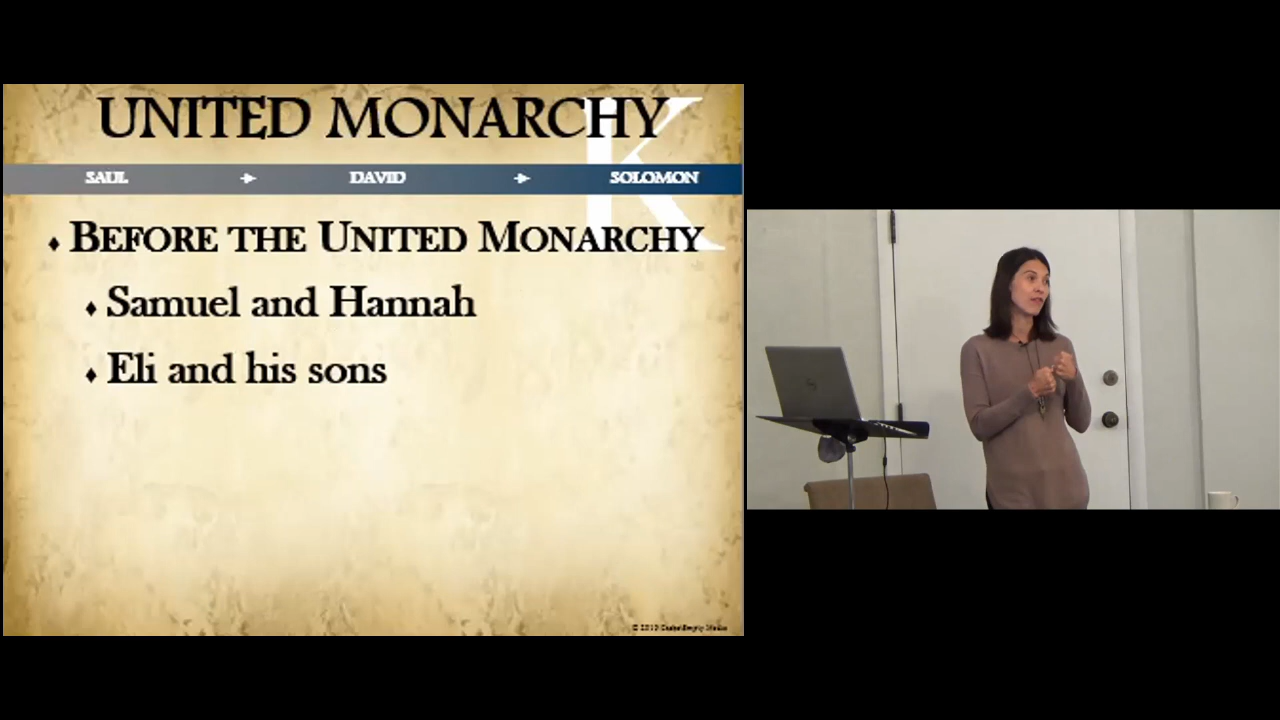 UNITED MONARCHY
K
SAUL DAVID SOLOMON
BEFORE THE UNITED MONARCHY
Samuel and Hannah
Eli and his sons